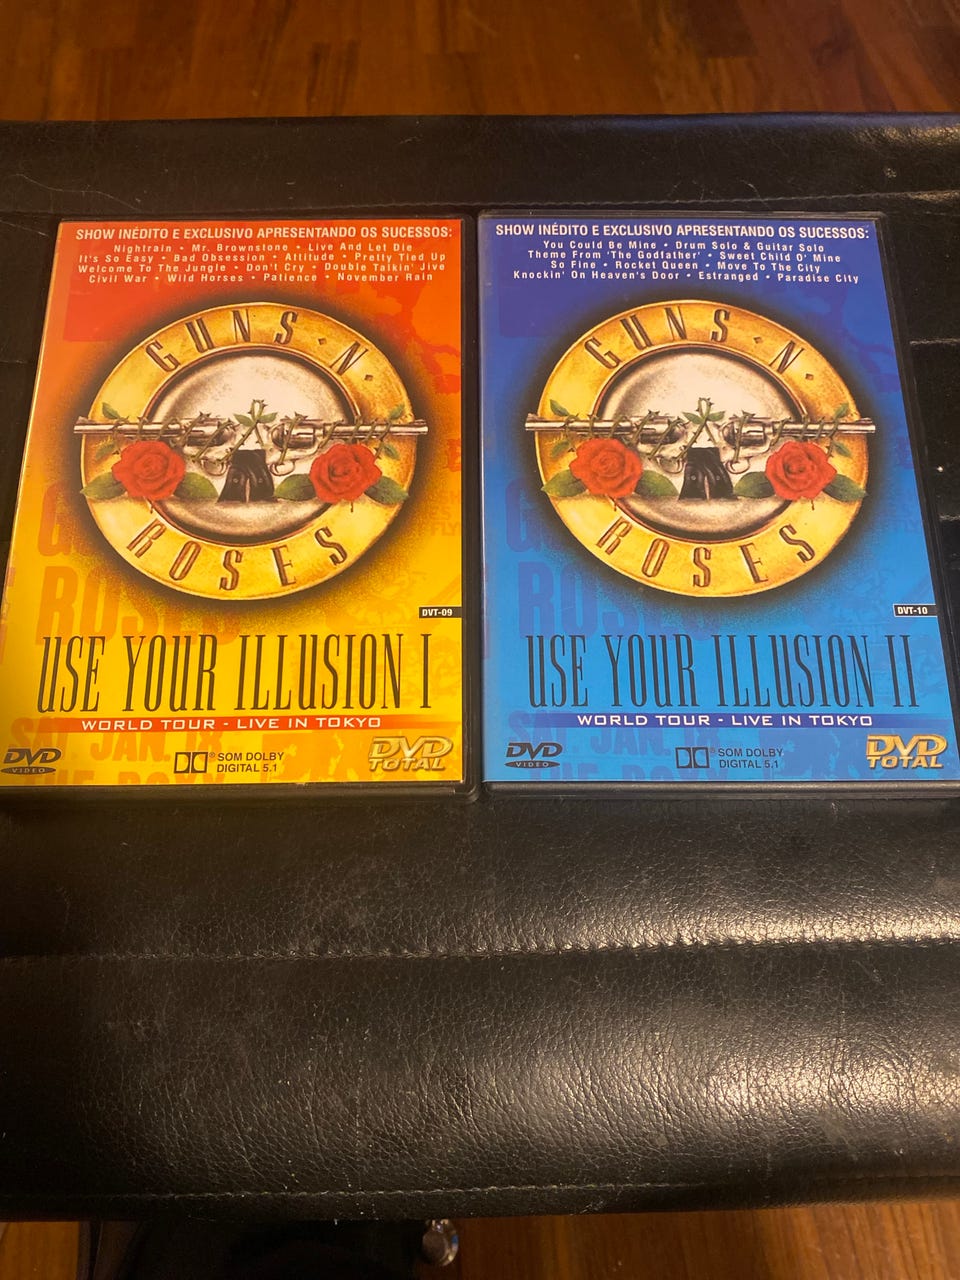 SHOW INÉDITO E EXCLUSIVO APRESENTANDO OS SUCESSOS:
Nightrain • Mr. Brownstone • Live And Let Die
It's So Easy • Bad Obsession • Attitude • Pretty Tied Up
Welcome To The Jungle • Don't Cry • Double Talkin' Jive
Civil War • Wild Horses • Patience • November Rain
GUNS N'
ROSES
DVT-09
USE YOUR ILLUSION I
WORLD TOUR - LIVE IN TOKYO
DVD
VIDEO
SOM DOLBY
DIGITAL 5.1
DVD
TOTAL
SHOW INÉDITO E EXCLUSIVO APRESENTANDO OS SUCESSOS:
You Could Be Mine • Drum Solo & Guitar Solo
Theme From 'The Godfather' • Sweet Child O' Mine
So Fine • Rocket Queen • Move To The City
Knockin' On Heaven's Door • Estranged • Paradise City
GUNS N'
ROSES
DVT-10
USE YOUR ILLUSION II
WORLD TOUR - LIVE IN TOKYO
DVD
VIDEO
SOM DOLBY
DIGITAL 5.1
DVD
TOTAL